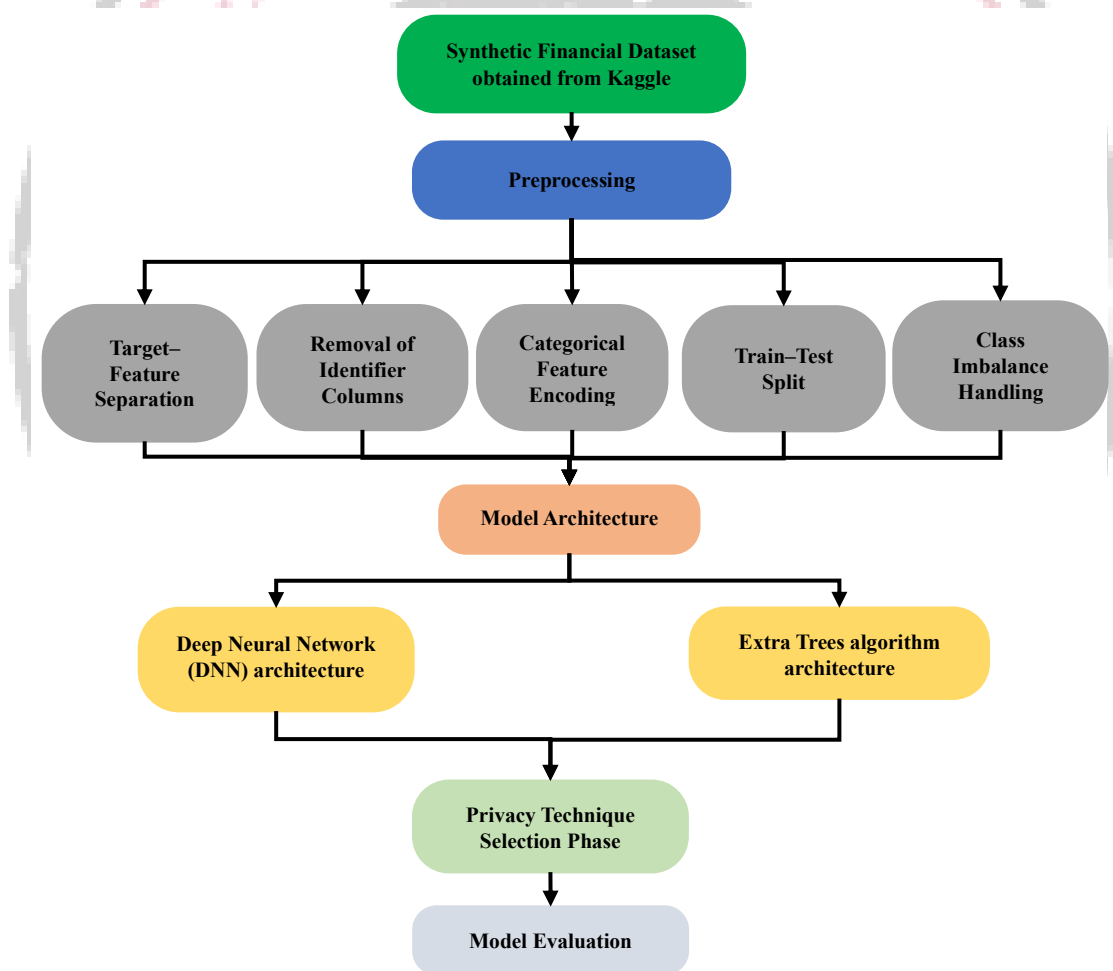 Synthetic Financial Dataset
obtained from Kaggle
Preprocessing
Target–
Feature
Separation
Removal of
Identifier
Columns
Categorical
Feature
Encoding
Train–Test
Split
Class
Imbalance
Handling
Model Architecture
Deep Neural Network
(DNN) architecture
Extra Trees algorithm
architecture
Privacy Technique
Selection Phase
Model Evaluation